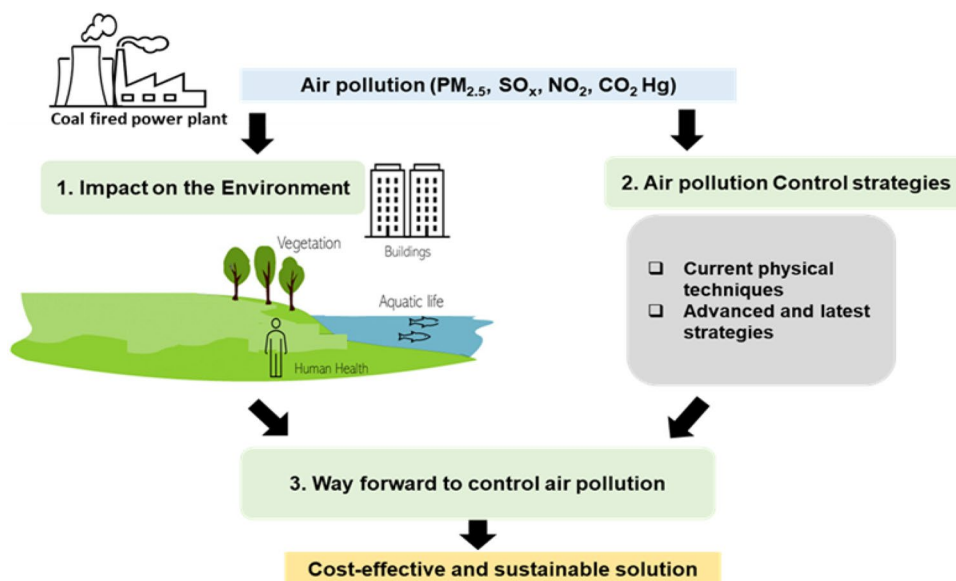 Coal fired power plant
Air pollution (PM₂.₅, SOₓ, NO₂, CO₂ Hg)
1. Impact on the Environment
Buildings
Vegetation
Aquatic life
Human Health
2. Air pollution Control strategies
❑ Current physical
techniques
❑ Advanced and latest
strategies
3. Way forward to control air pollution
Cost-effective and sustainable solution